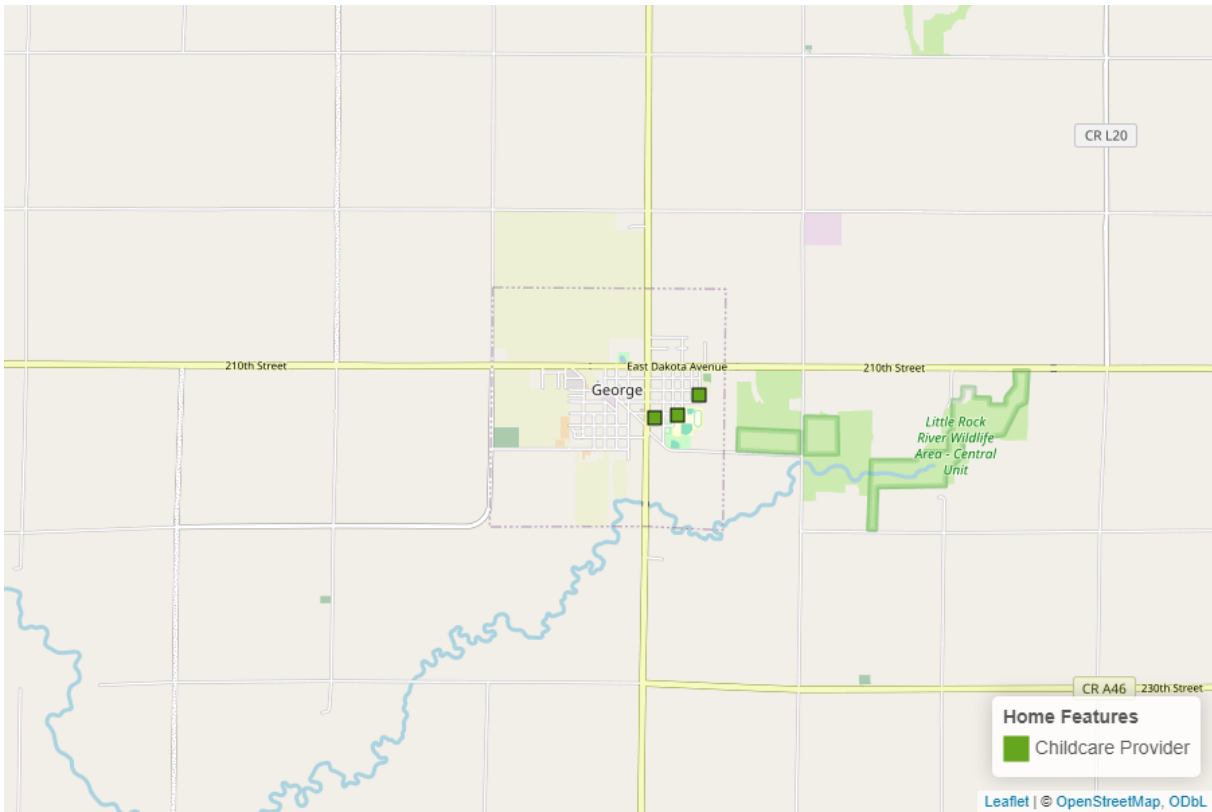 CR L20
210th Street
East Dakota Avenue
210th Street
George
Little Rock
River Wildlife
Area - Central
Unit
CR A46
230th Street
Home Features
Childcare Provider
Leaflet | © OpenStreetMap, ODbL